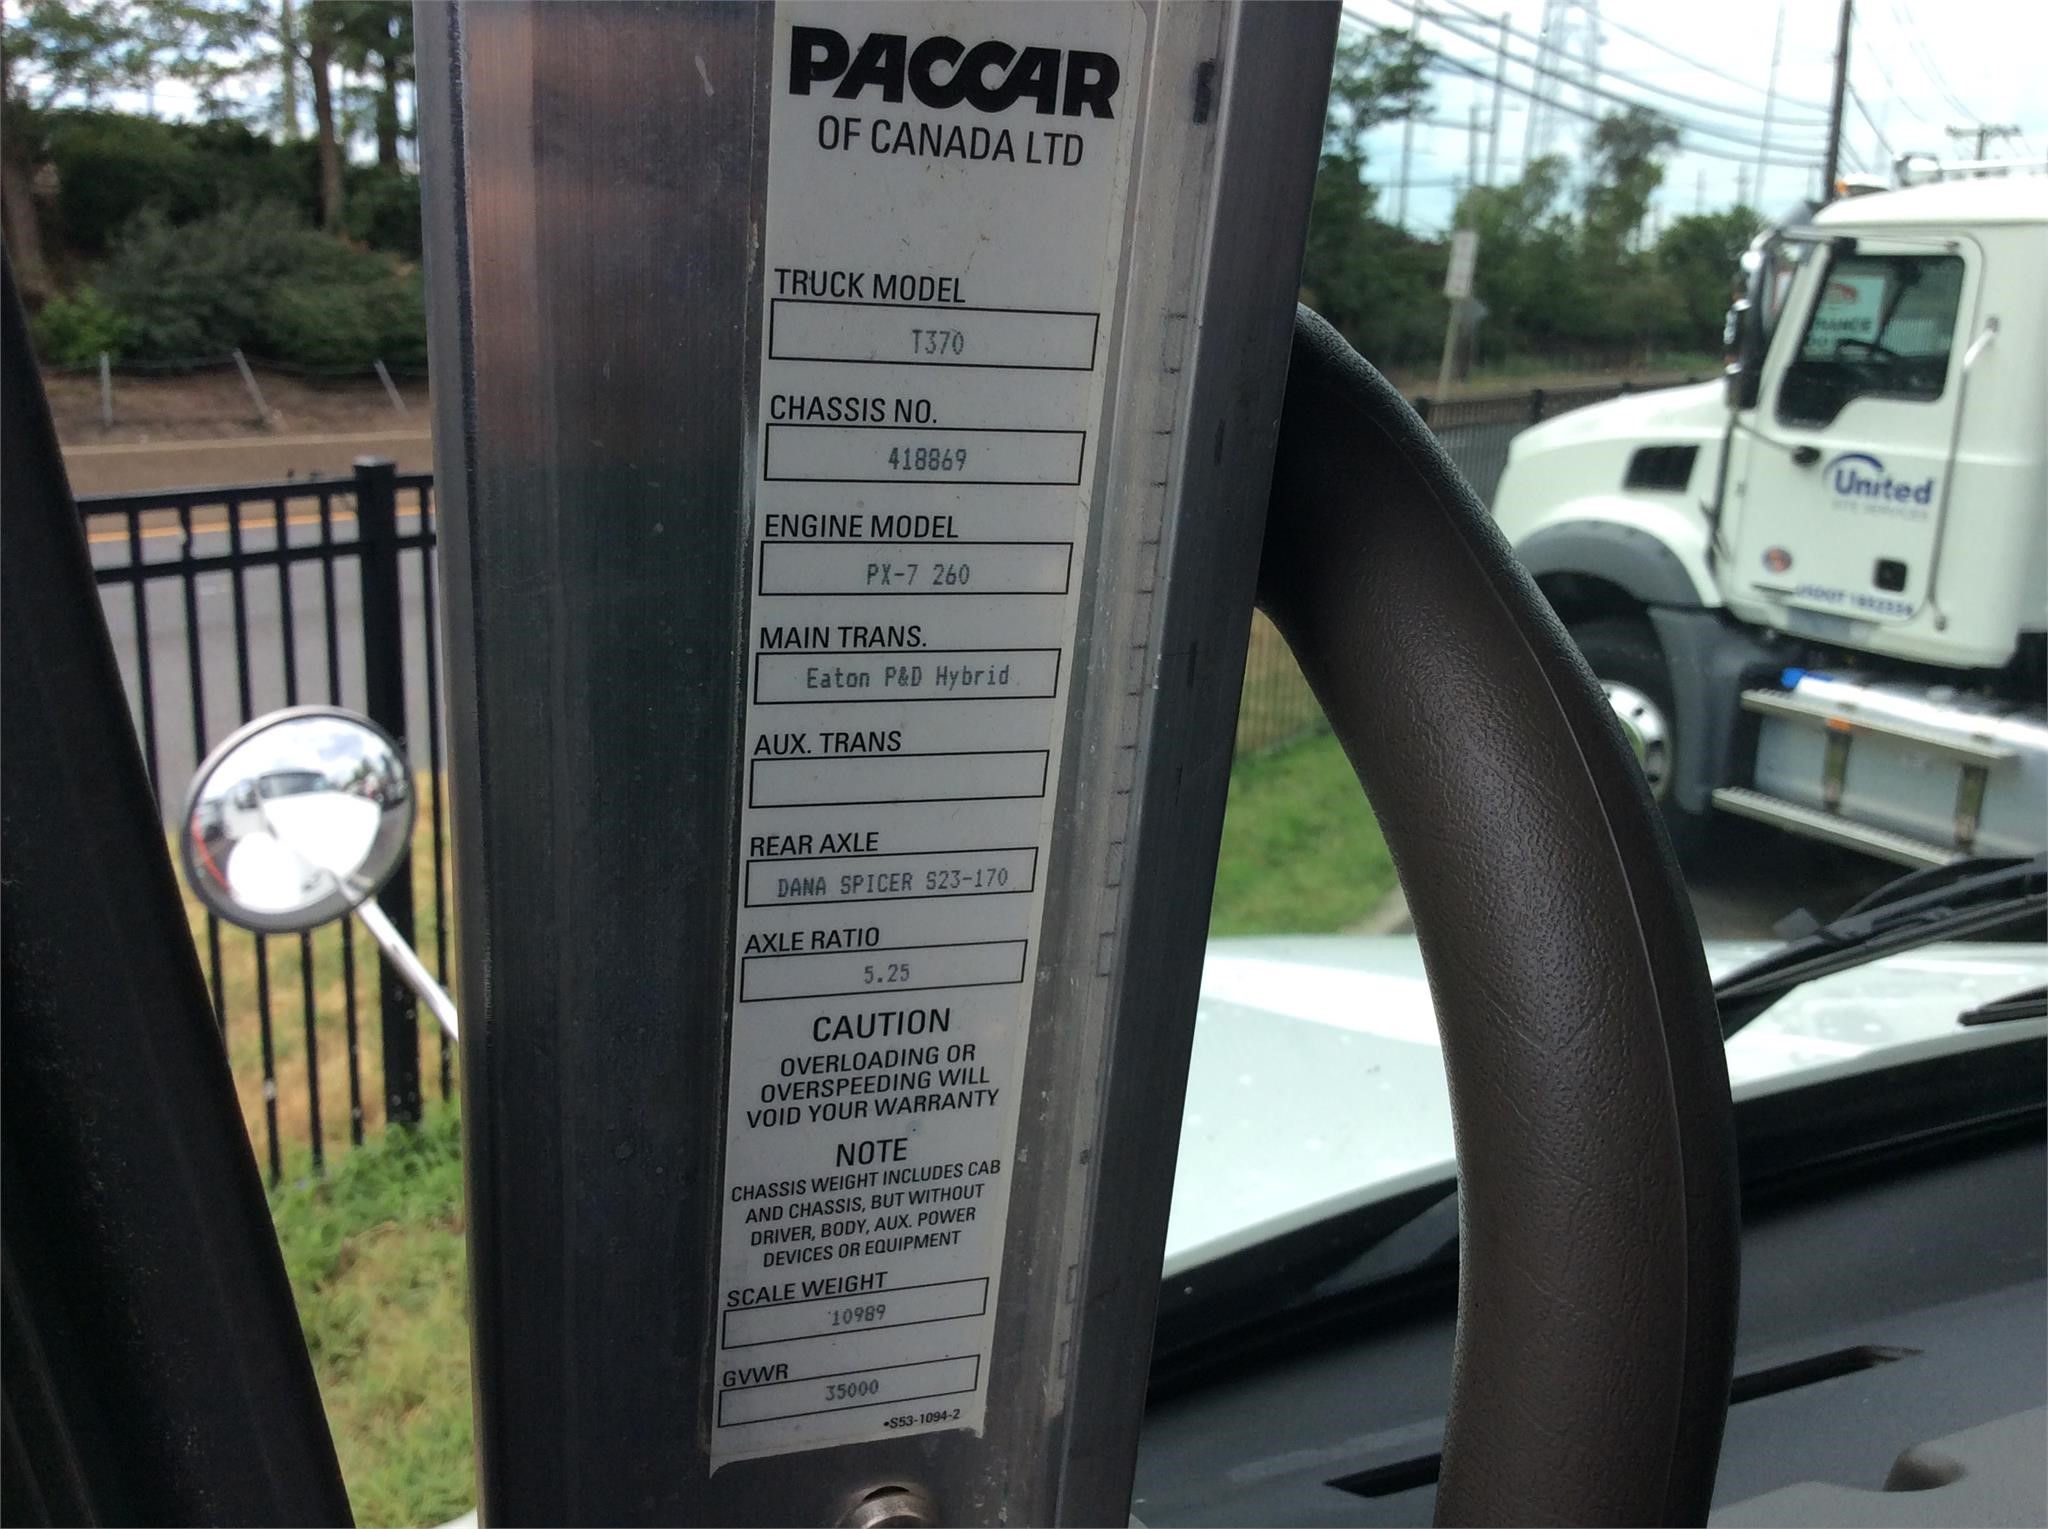 PACCAR
OF CANADA LTD
TRUCK MODEL
T370
CHASSIS NO.
418869
ENGINE MODEL
PX-7 260
MAIN TRANS.
Eaton P&D Hybrid
AUX. TRANS
REAR AXLE
DANA SPICER S23-170
AXLE RATIO
5.25
CAUTION
OVERLOADING OR
OVERSPEEDING WILL
VOID YOUR WARRANTY
NOTE
CHASSIS WEIGHT INCLUDES CAB
AND CHASSIS, BUT WITHOUT
DRIVER, BODY, AUX. POWER
DEVICES OR EQUIPMENT
SCALE WEIGHT
10989
GVWR
35000
•S53-1094-2
United
SITE SERVICES